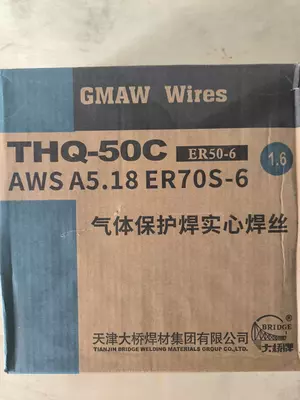 GMAW Wires
THQ-50C ER50-6 1.6
AWS A5.18 ER70S-6
气体保护焊实心焊丝
天津大桥焊材集团有限公司
TIANJIN BRIDGE WELDING MATERIALS GROUP CO.,LTD.
BRIDGE
大桥牌